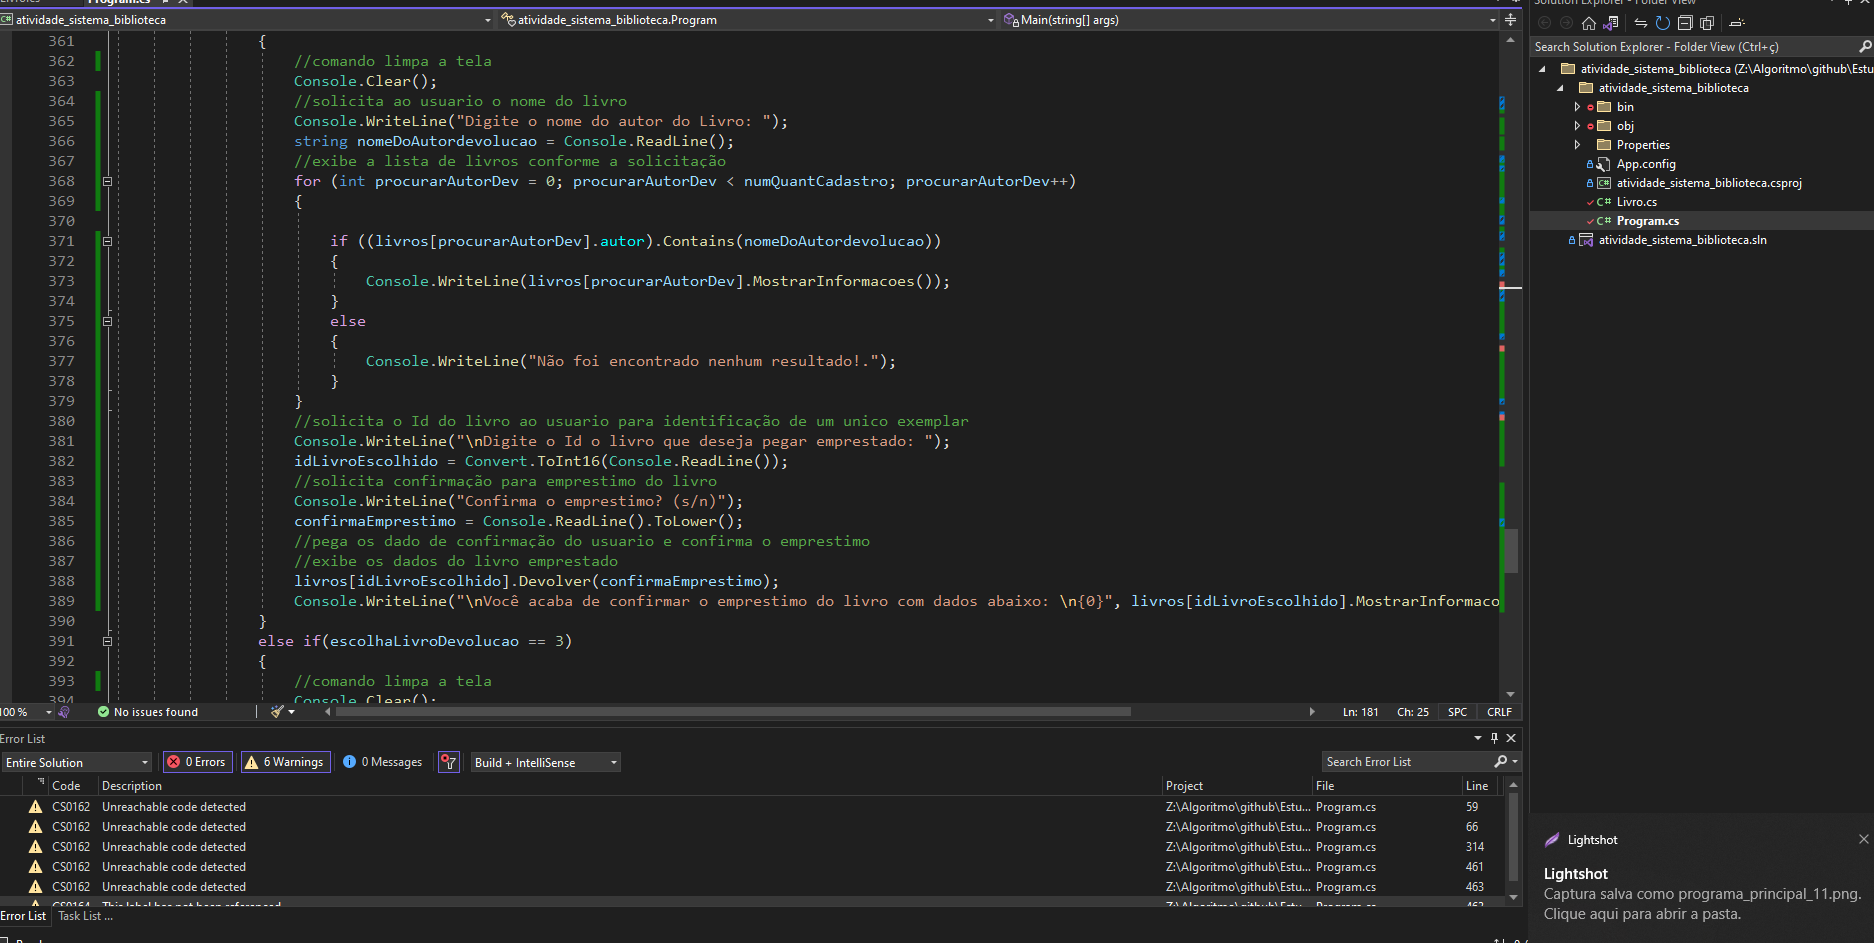 Program.cs
Solution Explorer - Folder View
atividade_sistema_biblioteca
atividade_sistema_biblioteca.Program
Main(string[] args)
361 {
362 //comando limpa a tela
363 Console.Clear();
364 //solicita ao usuario o nome do livro
365 Console.WriteLine("Digite o nome do autor do Livro: ");
366 string nomeDoAutordevolucao = Console.ReadLine();
367 //exibe a lista de livros conforme a solicitação
368 for (int procurarAutorDev = 0; procurarAutorDev < numQuantCadastro; procurarAutorDev++)
369 {
370
371 if ((livros[procurarAutorDev].autor).Contains(nomeDoAutordevolucao))
372 {
373 Console.WriteLine(livros[procurarAutorDev].MostrarInformacoes());
374 }
375 else
376 {
377 Console.WriteLine("Não foi encontrado nenhum resultado!.");
378 }
379 }
380 //solicita o Id do livro ao usuario para identificação de um unico exemplar
381 Console.WriteLine("\nDigite o Id o livro que deseja pegar emprestado: ");
382 idLivroEscolhido = Convert.ToInt16(Console.ReadLine());
383 //solicita confirmação para emprestimo do livro
384 Console.WriteLine("Confirma o emprestimo? (s/n)");
385 confirmaEmprestimo = Console.ReadLine().ToLower();
386 //pega os dado de confirmação do usuario e confirma o emprestimo
387 //exibe os dados do livro emprestado
388 livros[idLivroEscolhido].Devolver(confirmaEmprestimo);
389 Console.WriteLine("\nVocê acaba de confirmar o emprestimo do livro com dados abaixo: \n{0}", livros[idLivroEscolhido].MostrarInformaco
390 }
391 else if(escolhaLivroDevolucao == 3)
392 {
393 //comando limpa a tela
394 Console.Clear();
100 %
No issues found
Ln: 181 Ch: 25 SPC CRLF
Search Solution Explorer - Folder View (Ctrl+ç)
atividade_sistema_biblioteca (Z:\Algoritmo\github\Estu
atividade_sistema_biblioteca
bin
obj
Properties
App.config
atividade_sistema_biblioteca.csproj
C# Livro.cs
C# Program.cs
atividade_sistema_biblioteca.sln
Error List
Entire Solution
0 Errors
6 Warnings
0 Messages
Build + IntelliSense
Search Error List
Code Description Project File Line
CS0162 Unreachable code detected Z:\Algoritmo\github\Estu... Program.cs 59
CS0162 Unreachable code detected Z:\Algoritmo\github\Estu... Program.cs 66
CS0162 Unreachable code detected Z:\Algoritmo\github\Estu... Program.cs 314
CS0162 Unreachable code detected Z:\Algoritmo\github\Estu... Program.cs 461
CS0162 Unreachable code detected Z:\Algoritmo\github\Estu... Program.cs 463
CS0164 This label has not been referenced Z:\Algoritmo\github\Estu... Program.cs 463
Error List Task List ...
Lightshot
Lightshot
Captura salva como programa_principal_11.png.
Clique aqui para abrir a pasta.